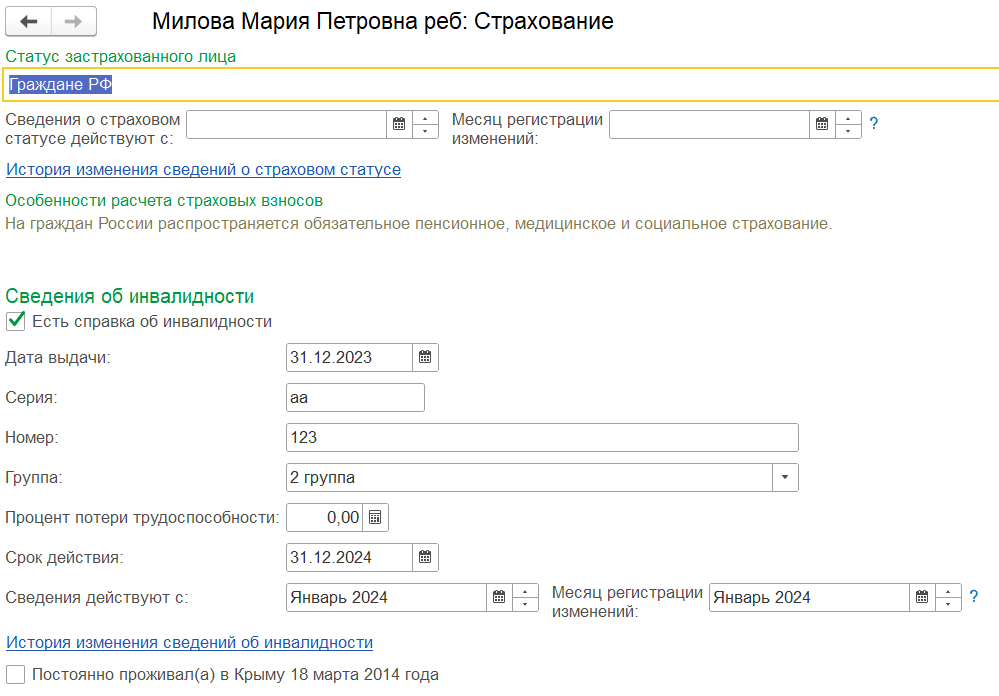 Милова Мария Петровна реб: Страхование
Статус застрахованного лица
Граждане РФ
Сведения о страховом статусе действуют с:
Месяц регистрации изменений:
?
История изменения сведений о страховом статусе
Особенности расчета страховых взносов
На граждан России распространяется обязательное пенсионное, медицинское и социальное страхование.
Сведения об инвалидности
Есть справка об инвалидности
Дата выдачи: 31.12.2023
Серия: аа
Номер: 123
Группа: 2 группа
Процент потери трудоспособности: 0,00
Срок действия: 31.12.2024
Сведения действуют с: Январь 2024
Месяц регистрации изменений: Январь 2024 ?
История изменения сведений об инвалидности
Постоянно проживал(а) в Крыму 18 марта 2014 года